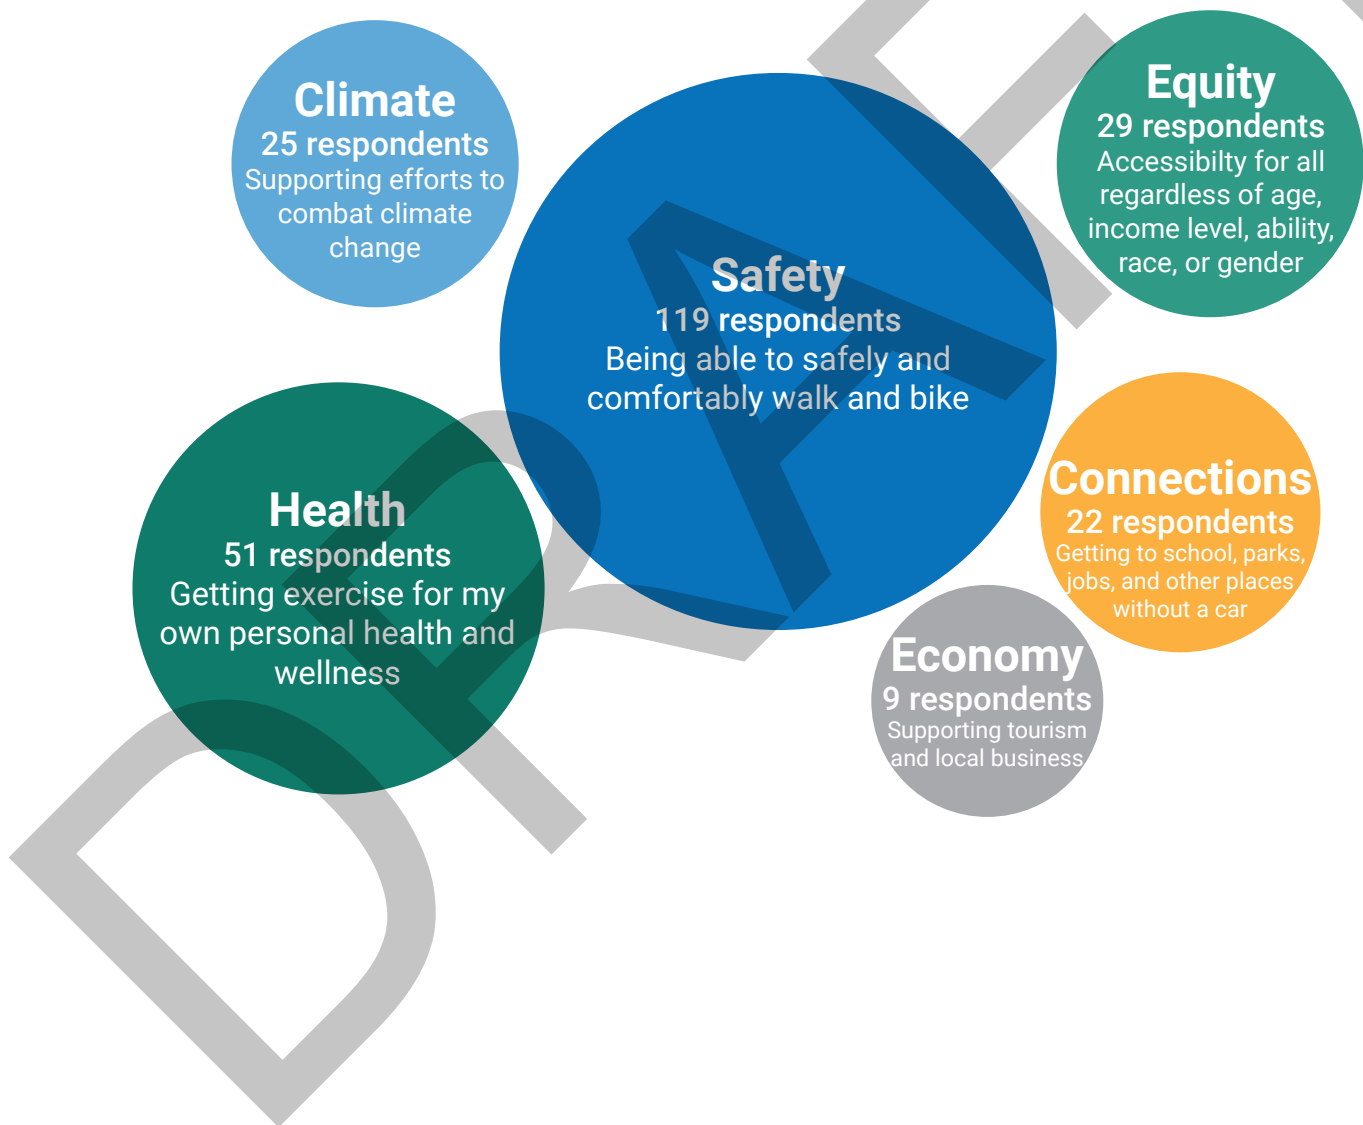 Climate
25 respondents
Supporting efforts to
combat climate
change
Equity
29 respondents
Accessibilty for all
regardless of age,
income level, ability,
race, or gender
Safety
119 respondents
Being able to safely and
comfortably walk and bike
Health
51 respondents
Getting exercise for my
own personal health and
wellness
Connections
22 respondents
Getting to school, parks,
jobs, and other places
without a car
Economy
9 respondents
Supporting tourism
and local business
DRAFT